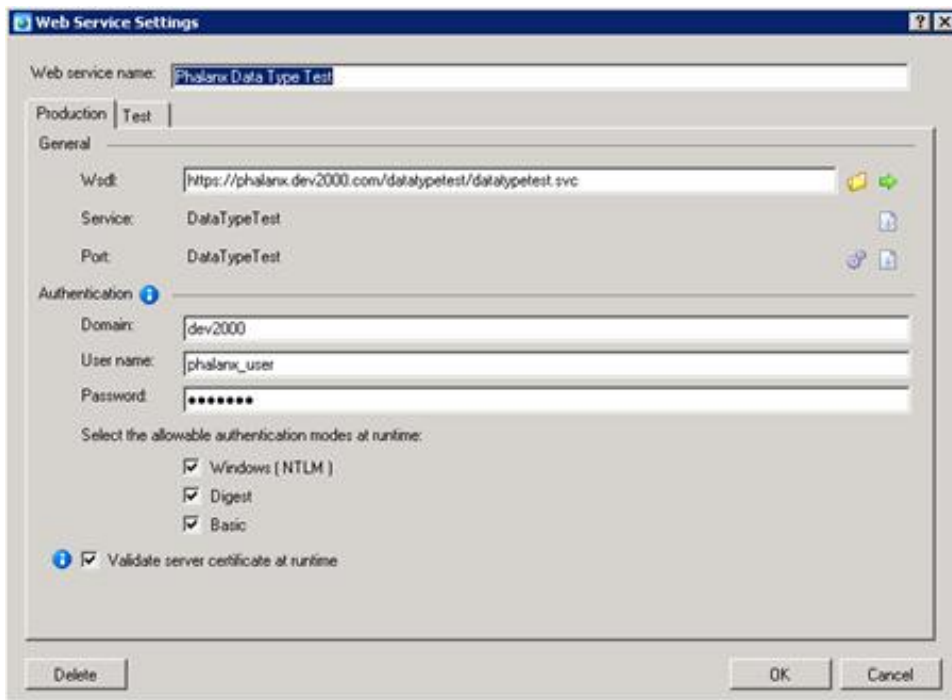 Web Service Settings
Web service name: Phalanx Data Type Test
Production Test
General
Wsdl: https://phalanx.dev2000.com/datatypetest/datatypetest.svc
Service: DataTypeTest
Port: DataTypeTest
Authentication
Domain: dev2000
User name: phalanx_user
Password: •••••••
Select the allowable authentication modes at runtime:
Windows ( NTLM )
Digest
Basic
Validate server certificate at runtime
Delete OK Cancel